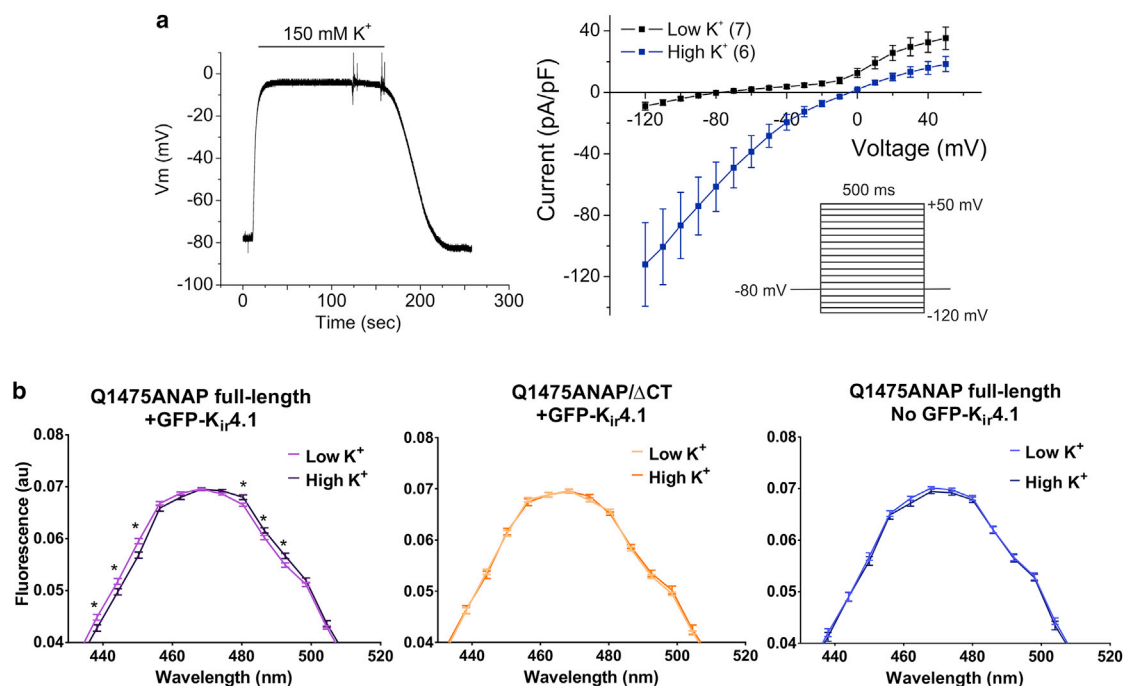 a
150 mM K⁺
0
-20
-40
-60
-80
-100
Vm (mV)
0
100
200
300
Time (sec)
Low K⁺ (7)
High K⁺ (6)
40
0
-40
-80
-120
Current (pA/pF)
-120
-80
-40
0
40
Voltage (mV)
500 ms
+50 mV
-80 mV
-120 mV
b
Q1475ANAP full-length
+GFP-Kir4.1
Low K⁺
High K⁺
* * * * * *
0.08
0.07
0.06
0.05
0.04
Fluorescence (au)
440 460 480 500 520
Wavelength (nm)
Q1475ANAP/ΔCT
+GFP-Kir4.1
Low K⁺
High K⁺
0.08
0.07
0.06
0.05
0.04
440 460 480 500 520
Wavelength (nm)
Q1475ANAP full-length
No GFP-Kir4.1
Low K⁺
High K⁺
0.08
0.07
0.06
0.05
0.04
440 460 480 500 520
Wavelength (nm)